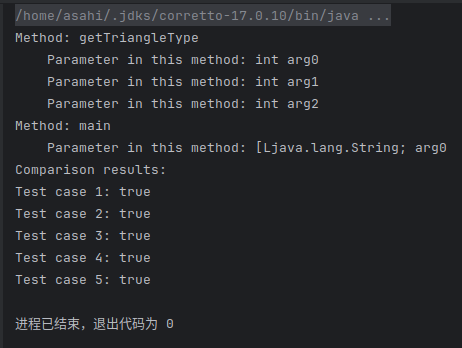 /home/asahi/.jdks/corretto-17.0.10/bin/java ...
Method: getTriangleType
    Parameter in this method: int arg0
    Parameter in this method: int arg1
    Parameter in this method: int arg2
Method: main
    Parameter in this method: [Ljava.lang.String; arg0
Comparison results:
Test case 1: true
Test case 2: true
Test case 3: true
Test case 4: true
Test case 5: true
进程已结束，退出代码为 0